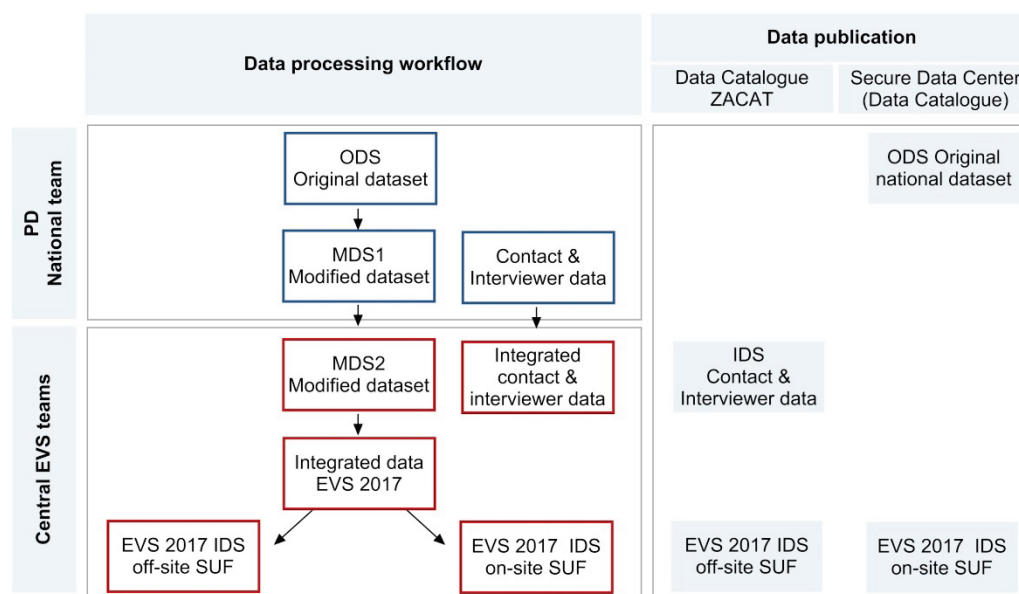 Data processing workflow
Data publication
Data Catalogue
ZACAT
Secure Data Center
(Data Catalogue)
PD
National team
ODS
Original dataset
MDS1
Modified dataset
Contact &
Interviewer data
ODS Original
national dataset
Central EVS teams
MDS2
Modified dataset
Integrated
contact &
interviewer data
IDS
Contact &
Interviewer data
Integrated data
EVS 2017
EVS 2017 IDS
off-site SUF
EVS 2017 IDS
on-site SUF
EVS 2017 IDS
off-site SUF
EVS 2017 IDS
on-site SUF